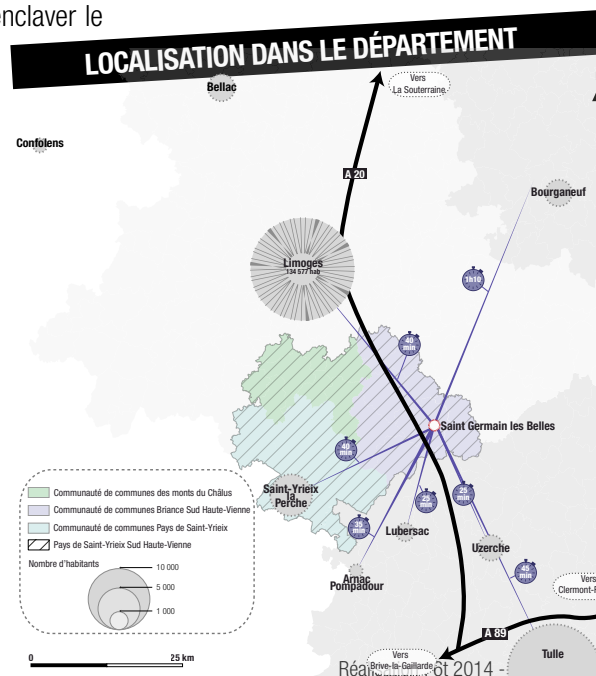 enclaver le
LOCALISATION DANS LE DÉPARTEMENT
Bellac
Vers
La Souterraine
Confolens
A 20
Bourganeuf
Limoges
134 577 hab
1h10
40
min
Saint Germain les Belles
40
min
Saint-Yrieix
la
Perche
25
min
25
min
35
min
Lubersac
Uzerche
Arnac
Pompadour
45
min
Communauté de communes des monts du Châlus
Communauté de communes Briance Sud Haute-Vienne
Communauté de communes Pays de Saint-Yrieix
Pays de Saint-Yrieix Sud Haute-Vienne
Nombre d'habitants
10 000
5 000
1 000
Vers
Clermont-
A 89
Tulle
Vers
Brive-la-Gaillarde
0
25 km
2014 -